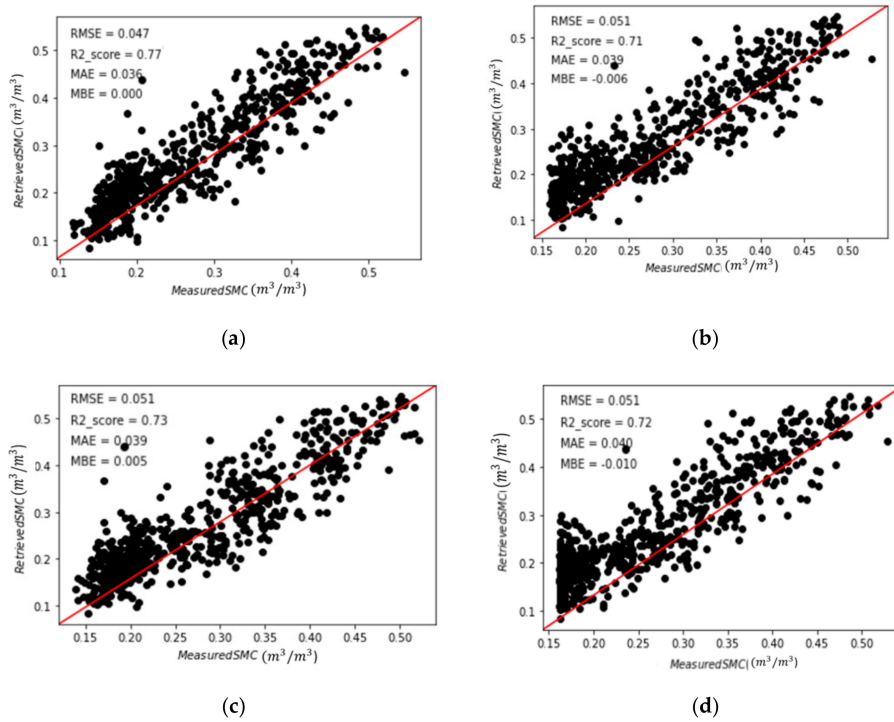 RMSE = 0.047
R2_score = 0.77
MAE = 0.036
MBE = 0.000
0.5
0.4
0.3
0.2
0.1
RetrievedSMC (m³/m³)
0.1 0.2 0.3 0.4 0.5
MeasuredSMC (m³/m³)
(a)
RMSE = 0.051
R2_score = 0.71
MAE = 0.039
MBE = -0.006
0.5
0.4
0.3
0.2
0.1
RetrievedSMC (m³/m³)
0.15 0.20 0.25 0.30 0.35 0.40 0.45 0.50
MeasuredSMC (m³/m³)
(b)
RMSE = 0.051
R2_score = 0.73
MAE = 0.039
MBE = 0.005
0.5
0.4
0.3
0.2
0.1
RetrievedSMC (m³/m³)
0.15 0.20 0.25 0.30 0.35 0.40 0.45 0.50
MeasuredSMC (m³/m³)
(c)
RMSE = 0.051
R2_score = 0.72
MAE = 0.040
MBE = -0.010
0.5
0.4
0.3
0.2
0.1
RetrievedSMC (m³/m³)
0.15 0.20 0.25 0.30 0.35 0.40 0.45 0.50
MeasuredSMC (m³/m³)
(d)